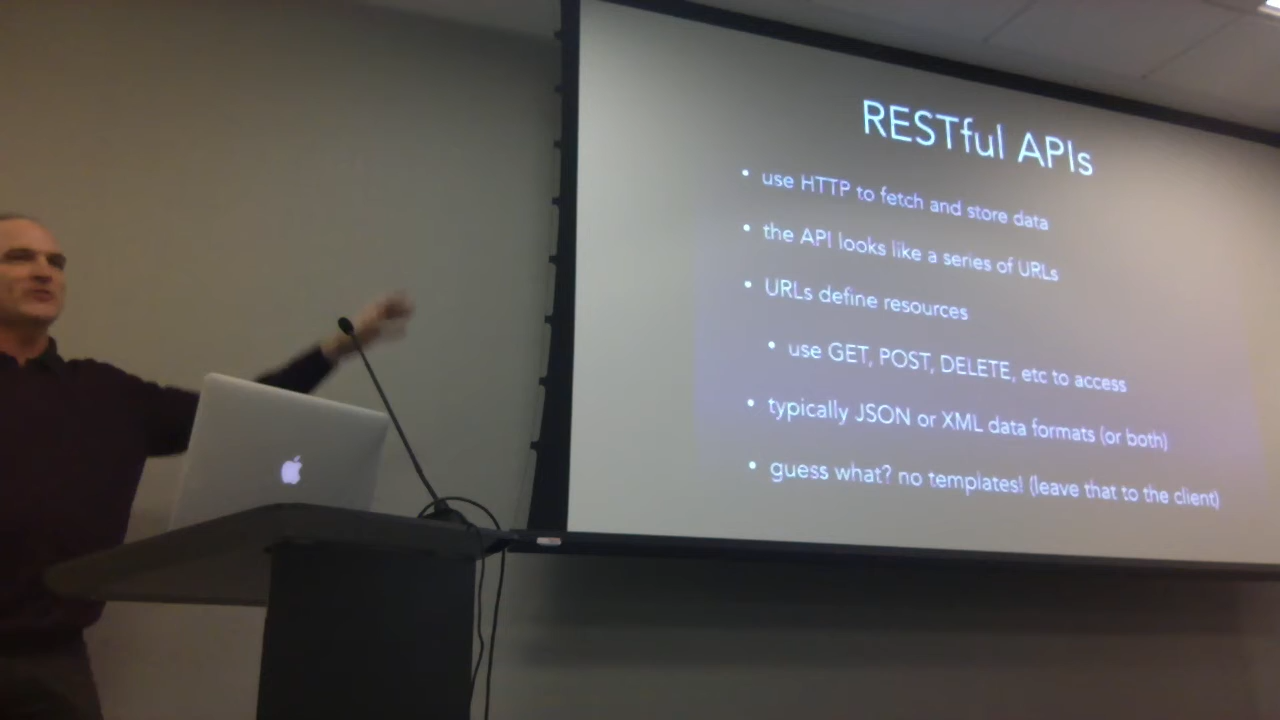 RESTful APIs
• use HTTP to fetch and store data
• the API looks like a series of URLs
• URLs define resources
• use GET, POST, DELETE, etc to access
• typically JSON or XML data formats (or both)
• guess what? no templates! (leave that to the client)